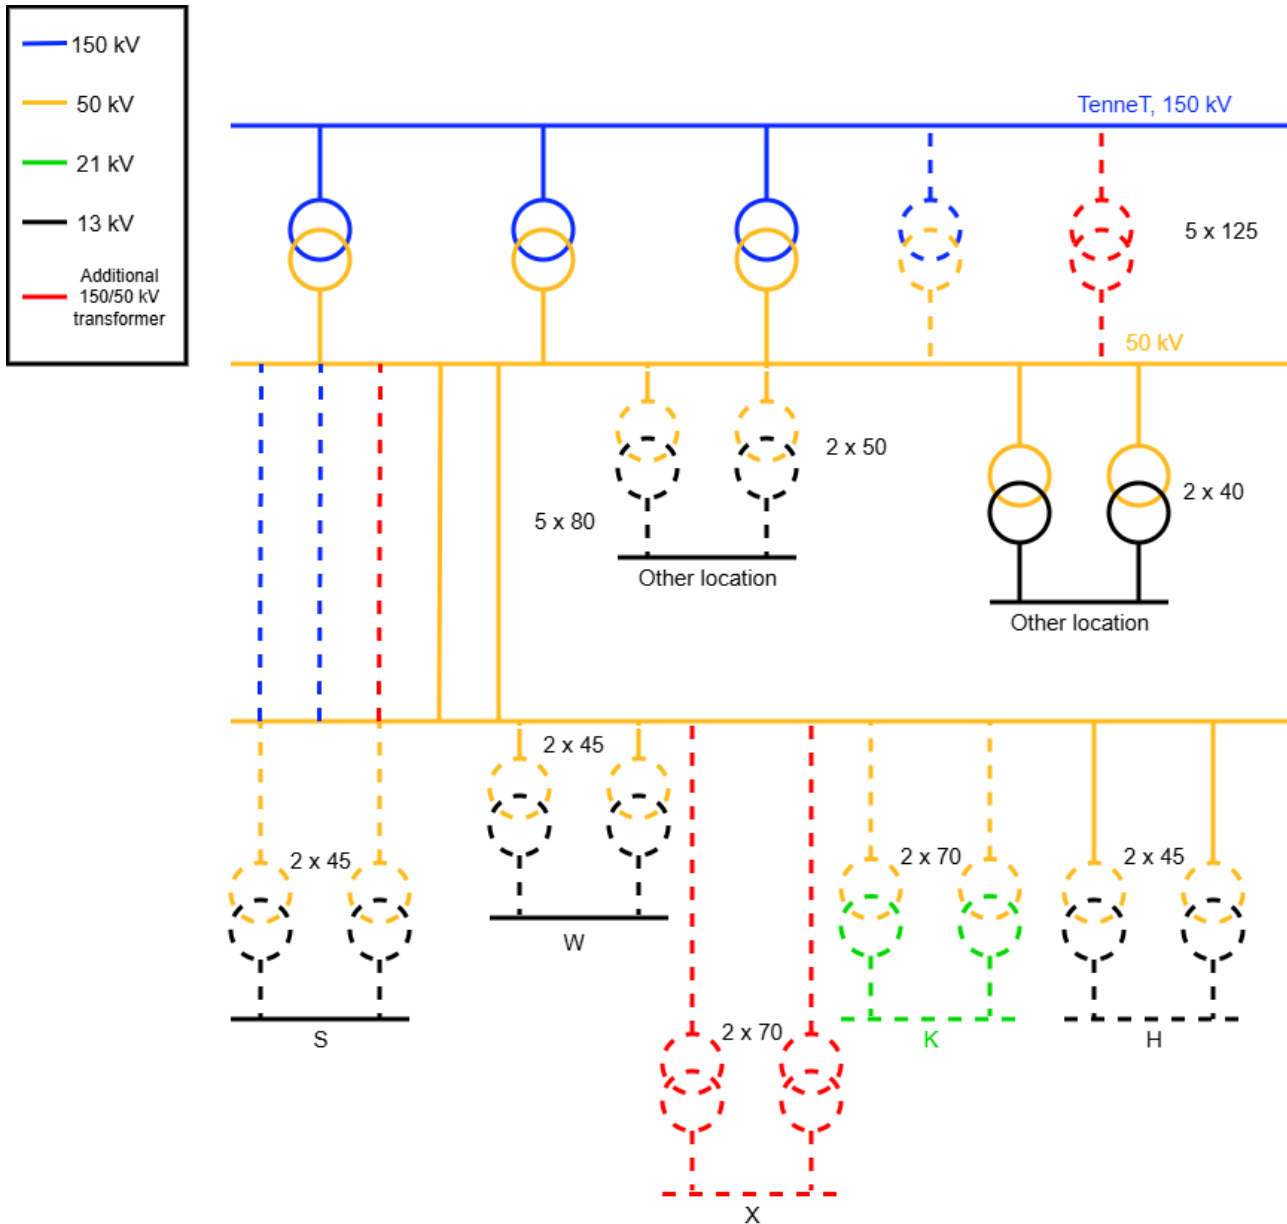 150 kV
50 kV
21 kV
13 kV
Additional
150/50 kV
transformer
TenneT, 150 kV
5 x 125
50 kV
2 x 50
2 x 40
5 x 80
Other location
Other location
2 x 45
2 x 45
2 x 70
2 x 45
W
2 x 70
S
K
H
X